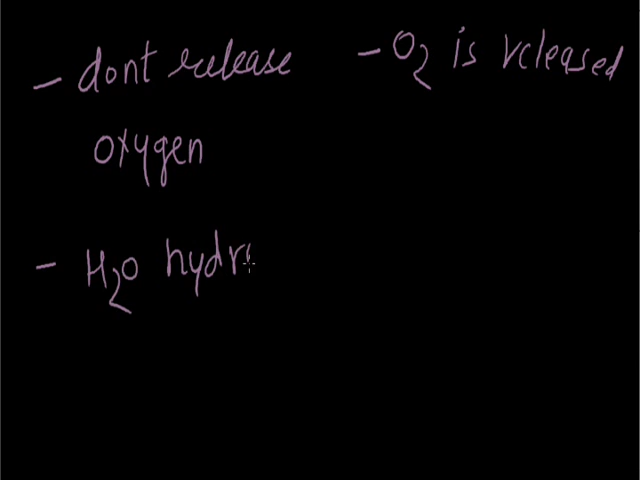 - dont release
oxygen
- H2O hydr
- O2 is released